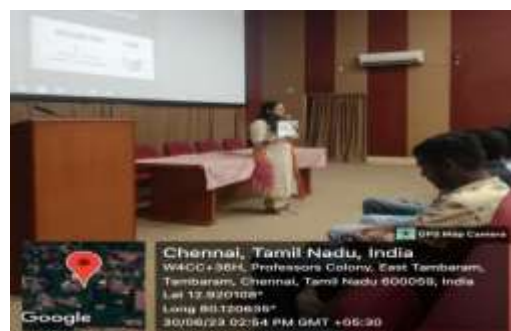 GPS Map Camera
Chennai, Tamil Nadu, India
W4CC+36H, Professors Colony, East Tambaram,
Tambaram, Chennai, Tamil Nadu 600059, India
Lat 12.920108°
Long 80.120636°
30/06/23 02:54 PM GMT +05:30
Google